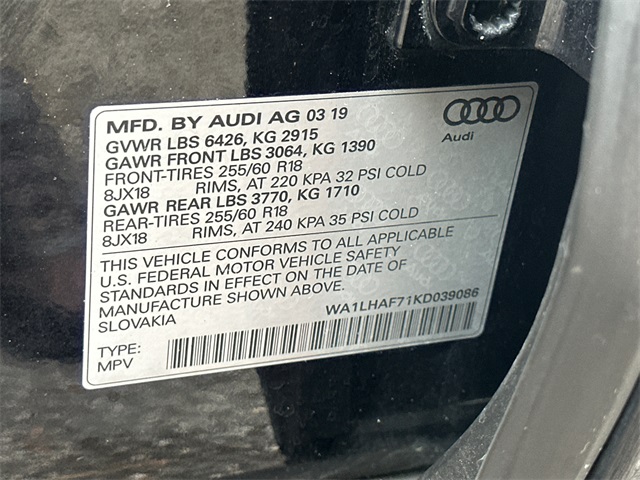 MFD. BY AUDI AG 03 19
GVWR LBS 6426, KG 2915
GAWR FRONT LBS 3064, KG 1390
FRONT-TIRES 255/60 R18
8JX18 RIMS, AT 220 KPA 32 PSI COLD
GAWR REAR LBS 3770, KG 1710
REAR-TIRES 255/60 R18
8JX18 RIMS, AT 240 KPA 35 PSI COLD
Audi
THIS VEHICLE CONFORMS TO ALL APPLICABLE
U.S. FEDERAL MOTOR VEHICLE SAFETY
STANDARDS IN EFFECT ON THE DATE OF
MANUFACTURE SHOWN ABOVE.
SLOVAKIA
WA1LHAF71KD039086
TYPE:
MPV